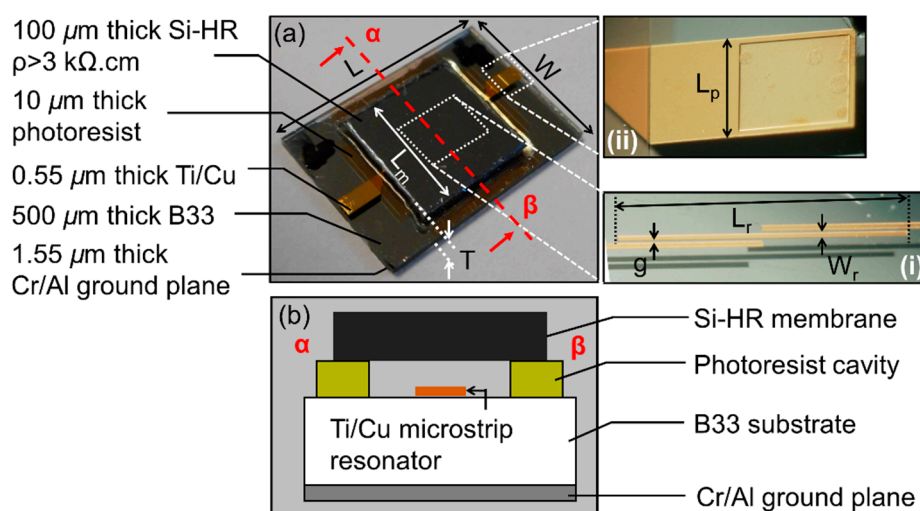 100 µm thick Si-HR
ρ>3 kΩ.cm
10 µm thick
photoresist
0.55 µm thick Ti/Cu
500 µm thick B33
1.55 µm thick
Cr/Al ground plane
(a)
α
L
W
Lm
β
T
Lp
(ii)
Lr
g
Wr
(i)
(b)
α
β
Si-HR membrane
Photoresist cavity
Ti/Cu microstrip
resonator
B33 substrate
Cr/Al ground plane